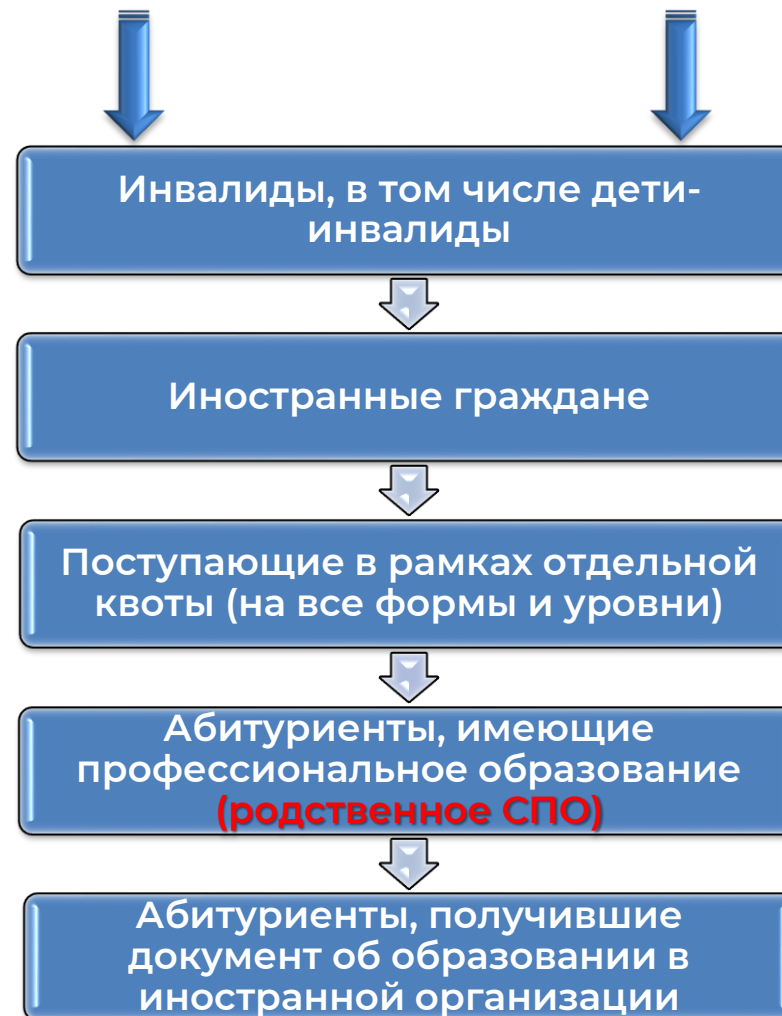 Инвалиды, в том числе дети-
инвалиды
Иностранные граждане
Поступающие в рамках отдельной
квоты (на все формы и уровни)
Абитуриенты, имеющие
профессиональное образование
(родственное СПО)
Абитуриенты, получившие
документ об образовании в
иностранной организации